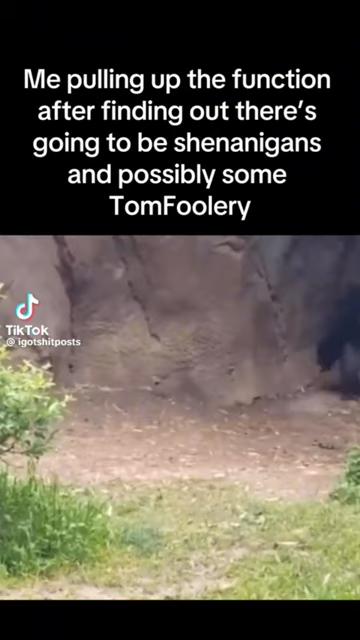 Me pulling up the function
after finding out there’s
going to be shenanigans
and possibly some
TomFoolery
TikTok
@igotshitposts